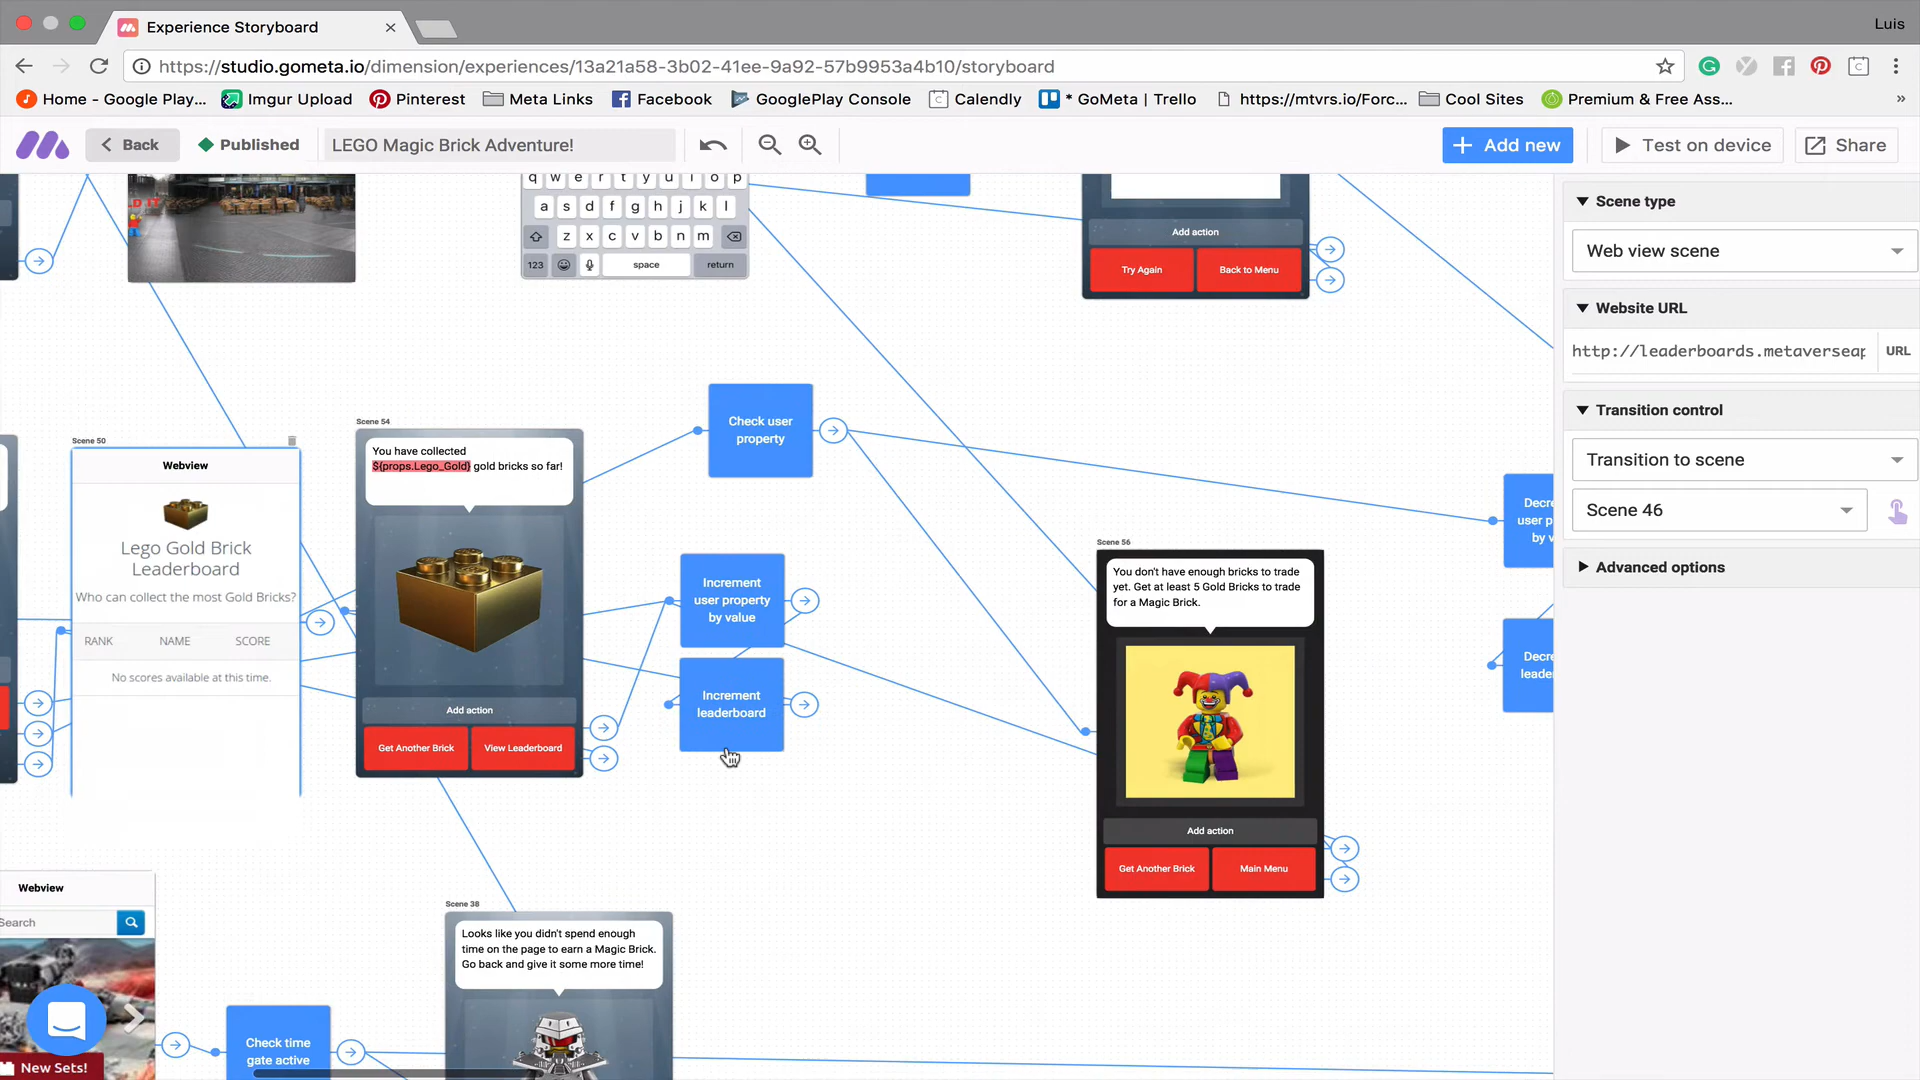 Experience Storyboard
Luis
https://studio.gometa.io/dimension/experiences/13a21a58-3b02-41ee-9a92-57b9953a4b10/storyboard
Home - Google Play...
Imgur Upload
Pinterest
Meta Links
Facebook
GooglePlay Console
Calendly
* GoMeta | Trello
https://mtvrs.io/Forc...
Cool Sites
Premium & Free Ass...
»
Back
Published
LEGO Magic Brick Adventure!
Add new
Test on device
Share
q w e r t y u i o p
a s d f g h j k l
z x c v b n m
123
space
return
Add action
Try Again
Back to Menu
Scene type
Web view scene
Website URL
http://leaderboards.metaverseap
URL
Transition control
Transition to scene
Scene 46
Advanced options
Scene 50
Webview
Lego Gold Brick
Leaderboard
Who can collect the most Gold Bricks?
RANK NAME SCORE
No scores available at this time.
Scene 54
You have collected
${props.Lego_Gold} gold bricks so far!
Add action
Get Another Brick
View Leaderboard
Check user
property
Increment
user property
by value
Increment
leaderboard
Scene 56
You don't have enough bricks to trade
yet. Get at least 5 Gold Bricks to trade
for a Magic Brick.
Add action
Get Another Brick
Main Menu
Decre
user p
by v
Decre
leade
Webview
Search
New Sets!
Check time
gate active
Scene 38
Looks like you didn't spend enough
time on the page to earn a Magic Brick.
Go back and give it some more time!